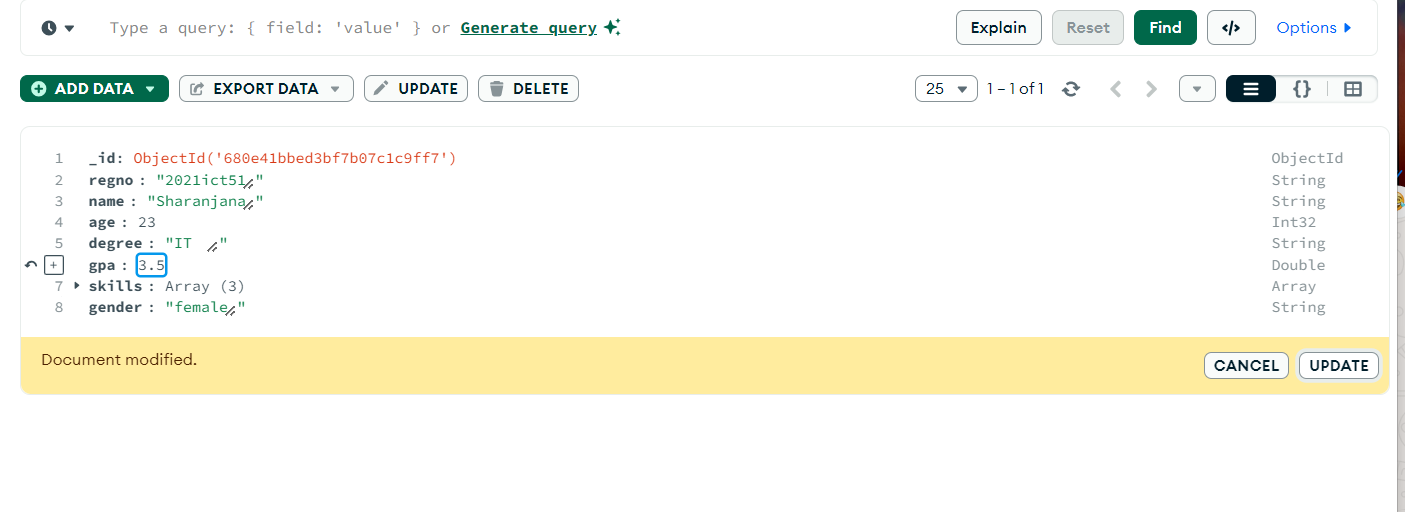 Type a query: { field: 'value' } or Generate query Explain Reset Find </> Options
ADD DATA EXPORT DATA UPDATE DELETE 25 1 – 1 of 1 {}
1 _id: ObjectId('680e41bbed3bf7b07c1c9ff7') ObjectId
2 regno : "2021ict51" String
3 name : "Sharanjana" String
4 age : 23 Int32
5 degree : "IT " String
+ gpa : 3.5 Double
7 skills : Array (3) Array
8 gender : "female" String
Document modified. CANCEL UPDATE